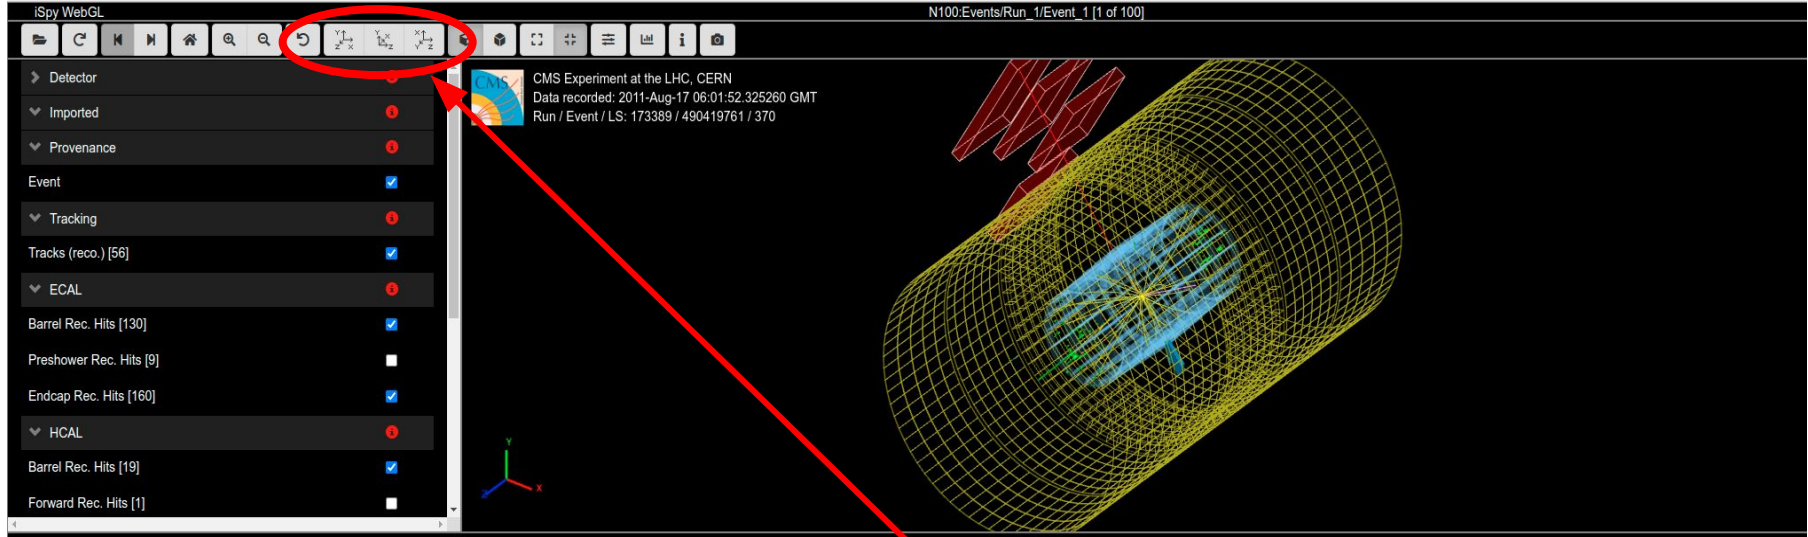 iSpy WebGL
N100:Events/Run_1/Event_1 [1 of 100]
Detector
Imported
Provenance
Event
Tracking
Tracks (reco.) [56]
ECAL
Barrel Rec. Hits [130]
Preshower Rec. Hits [9]
Endcap Rec. Hits [160]
HCAL
Barrel Rec. Hits [19]
Forward Rec. Hits [1]
CMS
CMS Experiment at the LHC, CERN
Data recorded: 2011-Aug-17 06:01:52.325260 GMT
Run / Event / LS: 173389 / 490419761 / 370
Y
X
Z